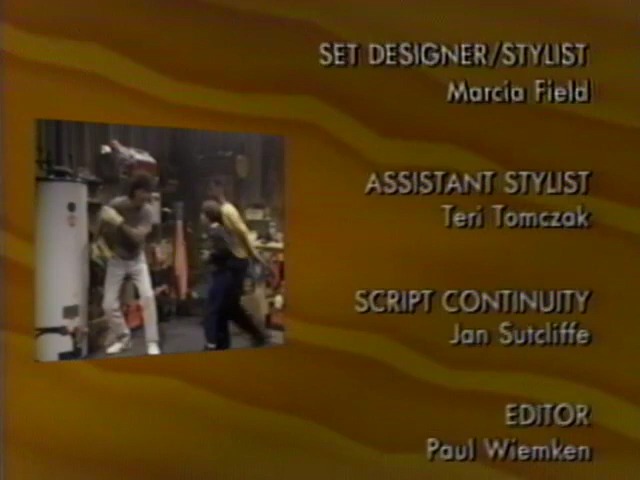 SET DESIGNER/STYLIST
Marcia Field
ASSISTANT STYLIST
Teri Tomczak
SCRIPT CONTINUITY
Jan Sutcliffe
EDITOR
Paul Wiemken